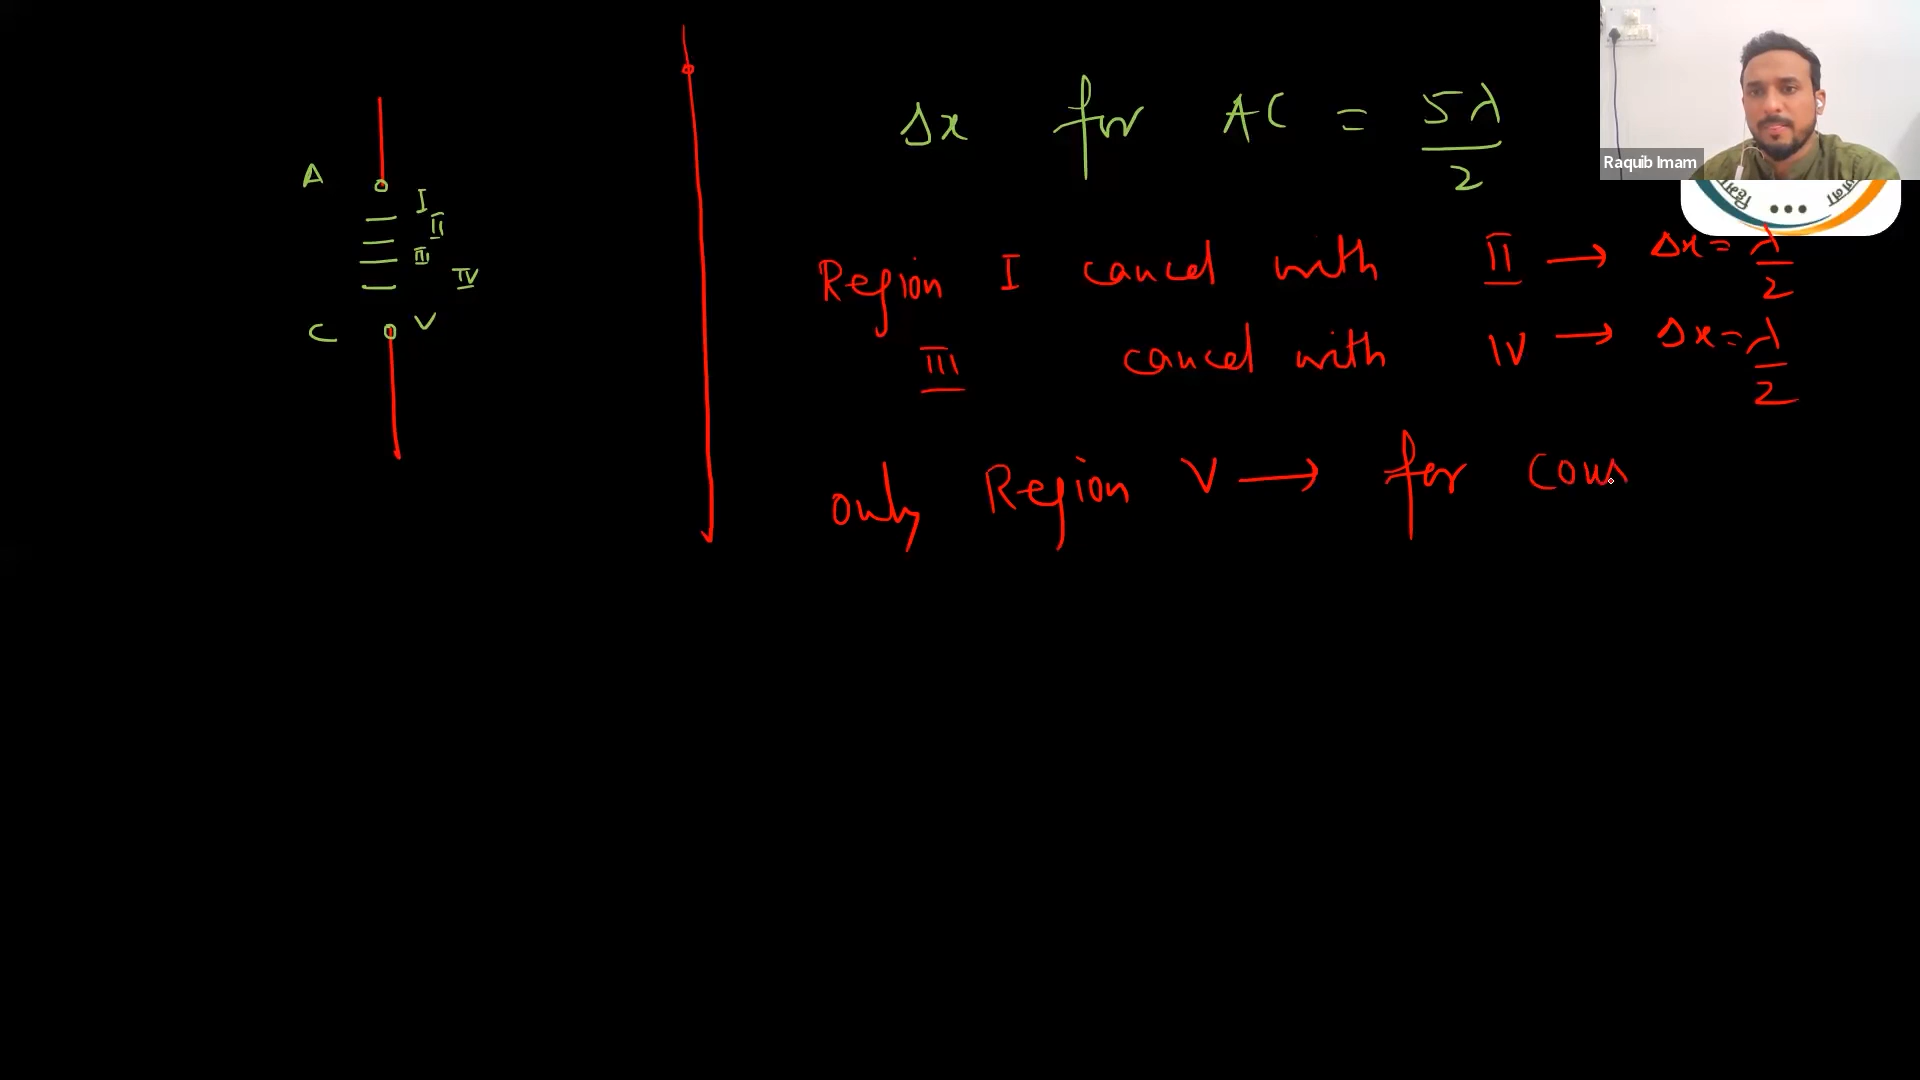 Δx for AC = 5λ/2
Raquib Imam
A
I
II
III
IV
C
V
Region I cancel with II → Δx = λ/2
III cancel with IV → Δx = λ/2
only Region V → for cons